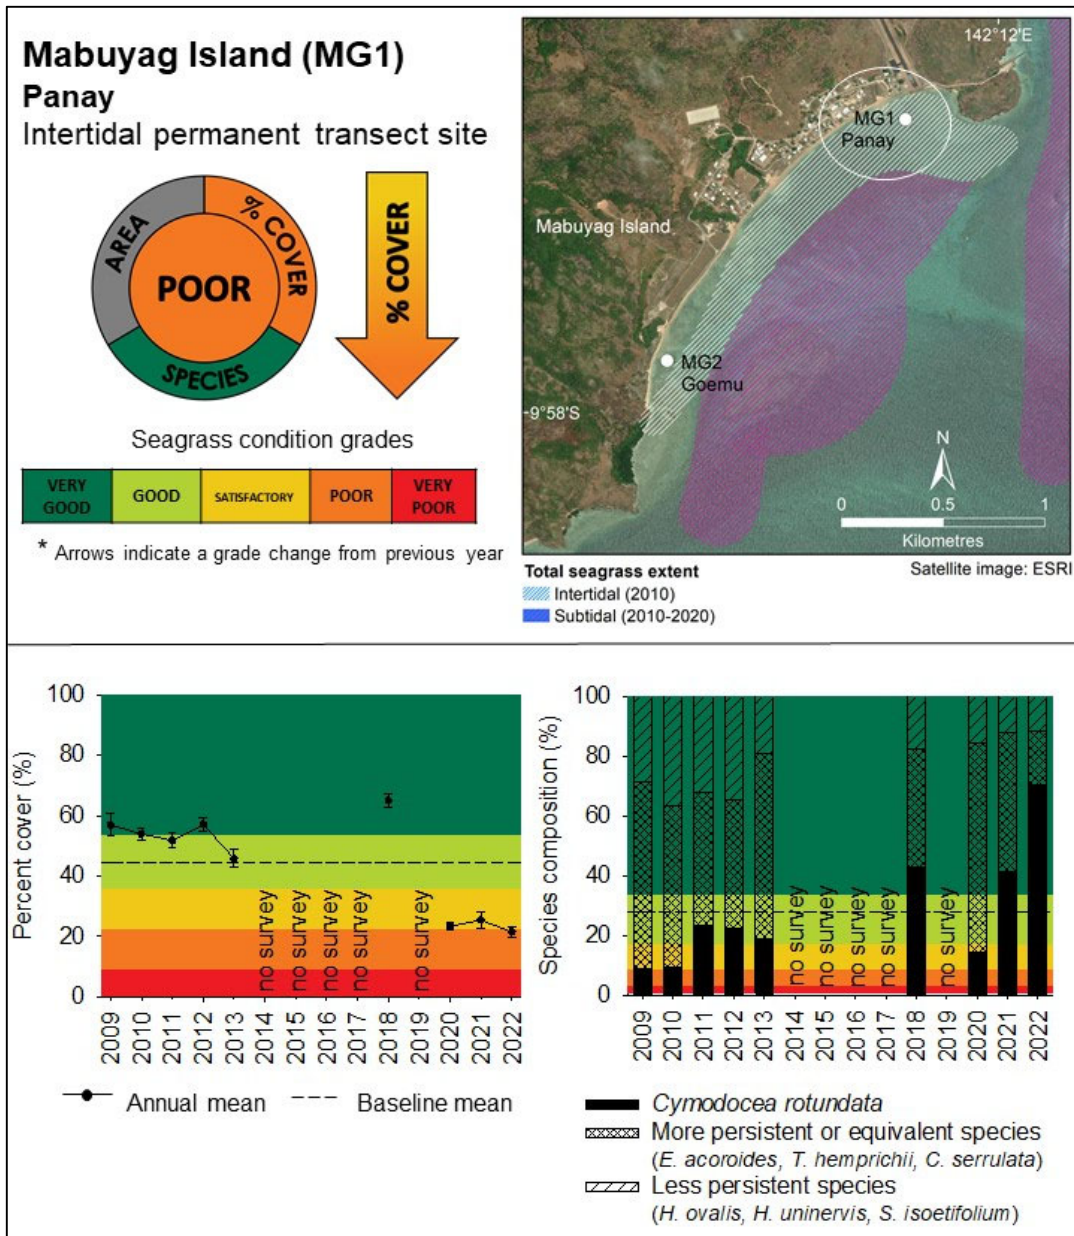 Mabuyag Island (MG1)
Panay
Intertidal permanent transect site
AREA
% COVER
POOR
SPECIES
% COVER
Seagrass condition grades
VERY GOOD
GOOD
SATISFACTORY
POOR
VERY POOR
* Arrows indicate a grade change from previous year
142°12'E
MG1
Panay
Mabuyag Island
MG2
Goemu
9°58'S
N
0 0.5 1
Kilometres
Total seagrass extent
Satellite image: ESRI
Intertidal (2010)
Subtidal (2010-2020)
Percent cover (%)
100
80
60
40
20
0
no survey
no survey
no survey
no survey
no survey
2009 2010 2011 2012 2013 2014 2015 2016 2017 2018 2019 2020 2021 2022
Annual mean
Baseline mean
Species composition (%)
100
80
60
40
20
0
no survey
no survey
no survey
no survey
no survey
2009 2010 2011 2012 2013 2014 2015 2016 2017 2018 2019 2020 2021 2022
Cymodocea rotundata
More persistent or equivalent species
(E. acoroides, T. hemprichii, C. serrulata)
Less persistent species
(H. ovalis, H. uninervis, S. isoetifolium)